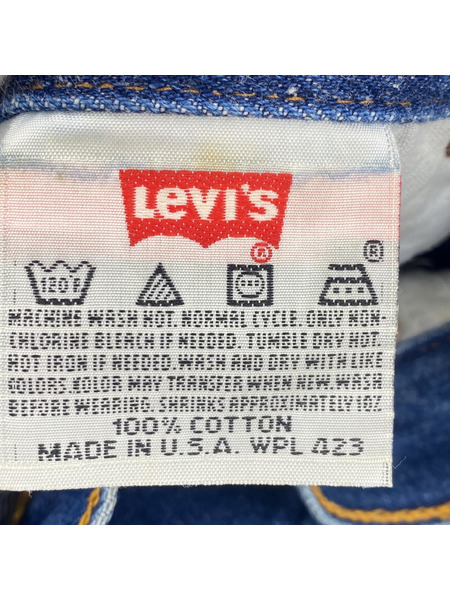 LEVI'S
®
®
120F
MACHINE WASH HOT NORMAL CYCLE. ONLY NON-
CHLORINE BLEACH IF NEEDED. TUMBLE DRY HOT.
HOT IRON IF NEEDED. WASH AND DRY WITH LIKE
COLORS. KOLOR MAY TRANSFER WHEN NEW. WASH
BEFORE WEARING. SHRINKS APPROXIMATELY 10%
100% COTTON
MADE IN U.S.A. WPL 423